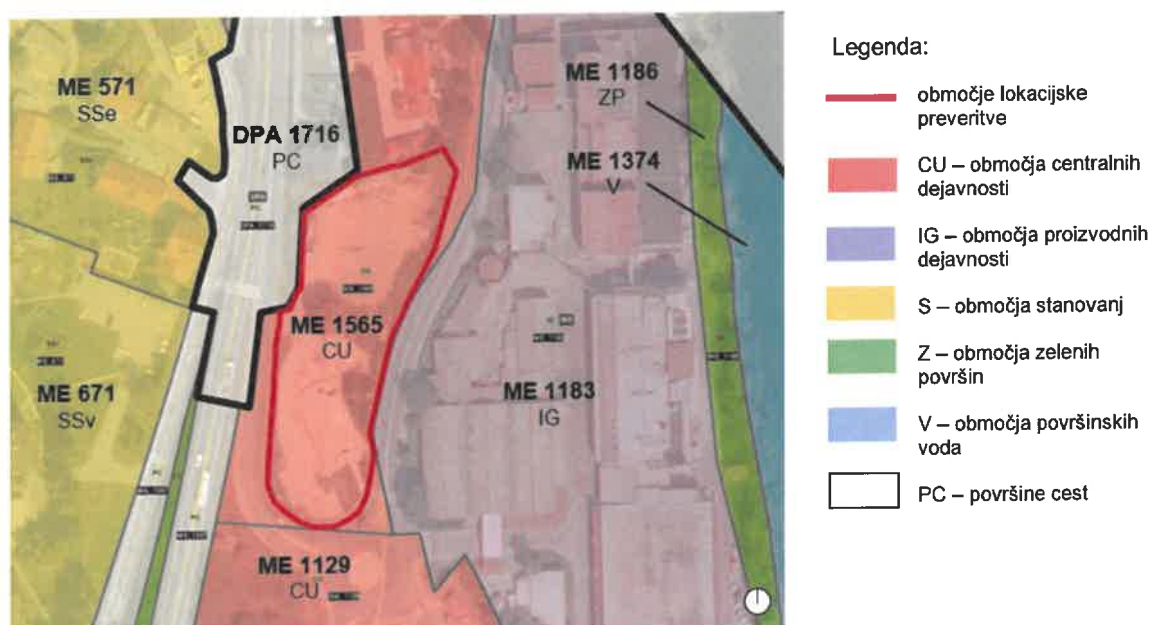 ME 571
SSe
DPA 1716
PC
ME 1186
ZP
ME 1374
V
ME 1565
CU
ME 671
SSv
ME 1183
IG
ME 1129
CU
Legenda:
območje lokacijske
preveritve
CU – območja centralnih
dejavnosti
IG – območja proizvodnih
dejavnosti
S – območja stanovanj
Z – območja zelenih
površin
V – območja površinskih
voda
PC – površine cest